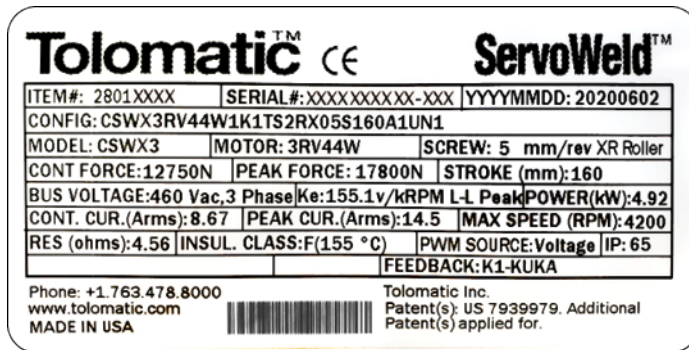 Tolomatic™ CE ServoWeld™
ITEM#: 2801XXXX SERIAL#:XXXXXXXXXX-XXX YYYYMMDD: 20200602
CONFIG: CSWX3RV44W1K1TS2RX05S160A1UN1
MODEL: CSWX3 MOTOR: 3RV44W SCREW: 5 mm/rev XR Roller
CONT FORCE:12750N PEAK FORCE: 17800N STROKE (mm):160
BUS VOLTAGE:460 Vac,3 Phase Ke:155.1v/kRPM L-L Peak POWER(kW):4.92
CONT. CUR.(Arms): 8.67 PEAK CUR.(Arms): 14.5 MAX SPEED (RPM):4200
RES (ohms):4.56 INSUL. CLASS:F(155 °C) PWM SOURCE:Voltage IP: 65
FEEDBACK:K1-KUKA
Phone: +1.763.478.8000
www.tolomatic.com
MADE IN USA
Tolomatic Inc.
Patent(s): US 7939979. Additional
Patent(s) applied for.